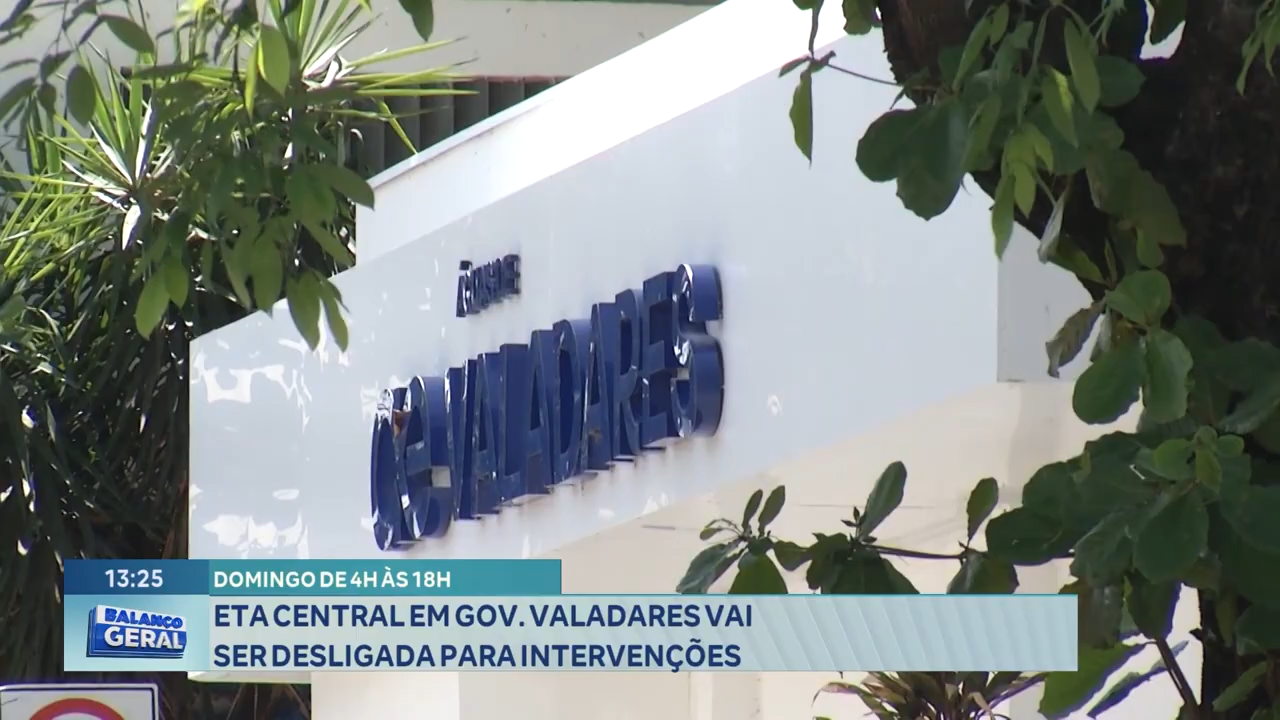 VALADARES
13:25
DOMINGO DE 4H ÀS 18H
BALANÇO
GERAL
ETA CENTRAL EM GOV. VALADARES VAI
SER DESLIGADA PARA INTERVENÇÕES